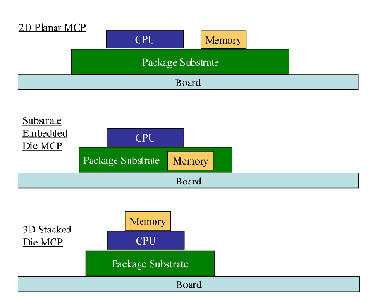 2D Planar MCP
CPU
Memory
Package Substrate
Board
Substrate
Embedded
Die MCP
CPU
Package Substrate
Memory
Board
3D Stacked
Die MCP
Memory
CPU
Package Substrate
Board